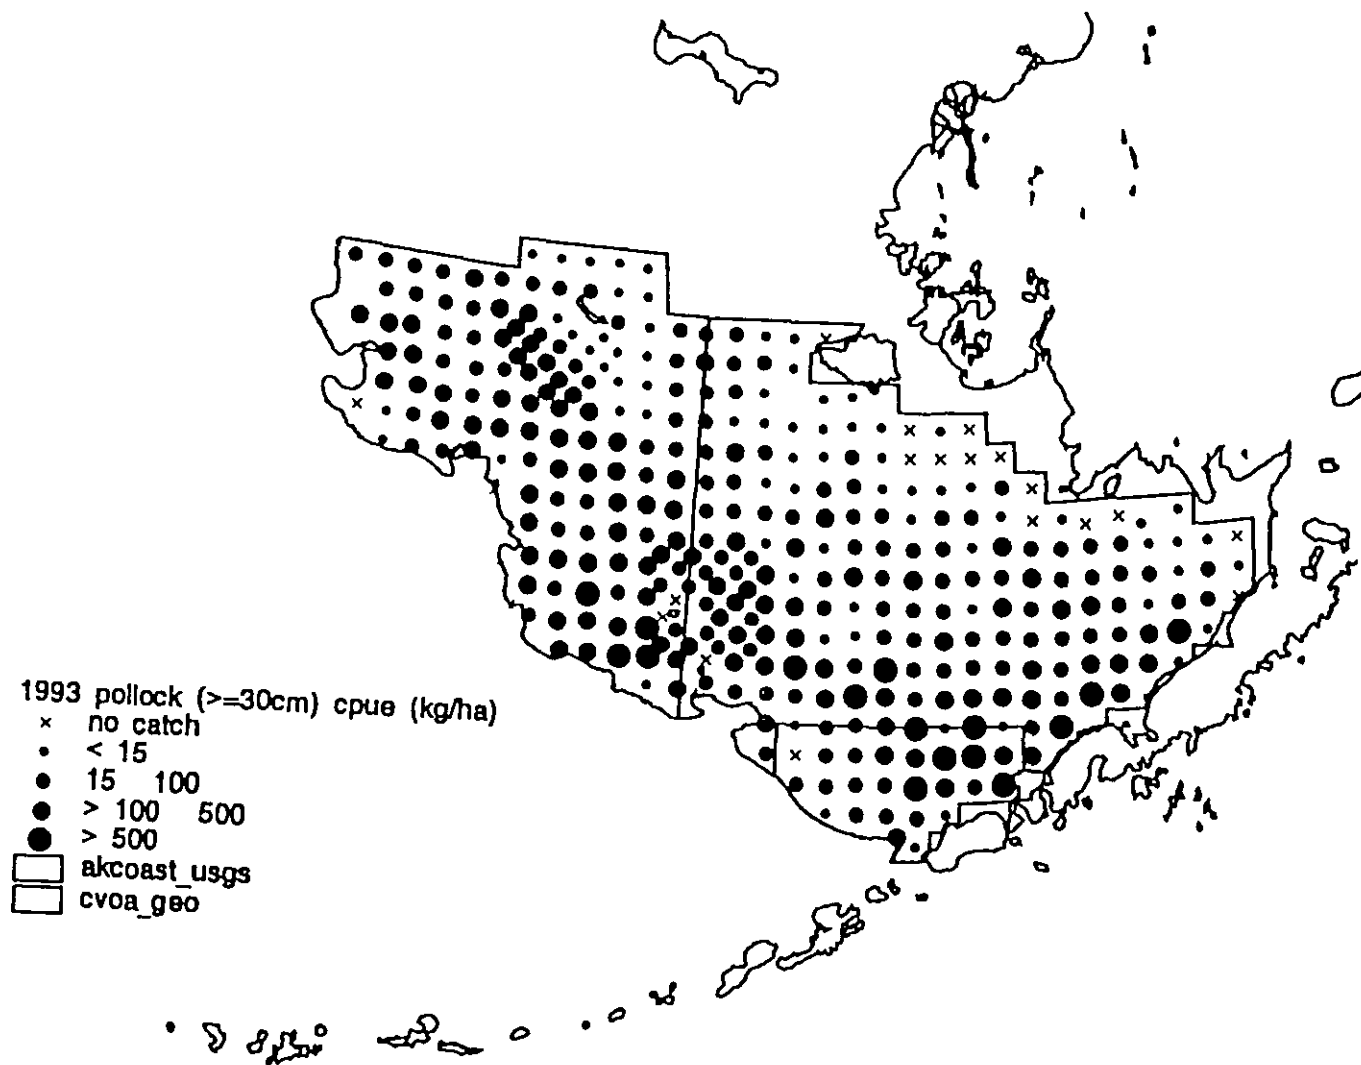 1993 pollock (>=30cm) cpue (kg/ha)
× no catch
< 15
15 100
> 100 500
> 500
akcoast_usgs
cvoa_geo